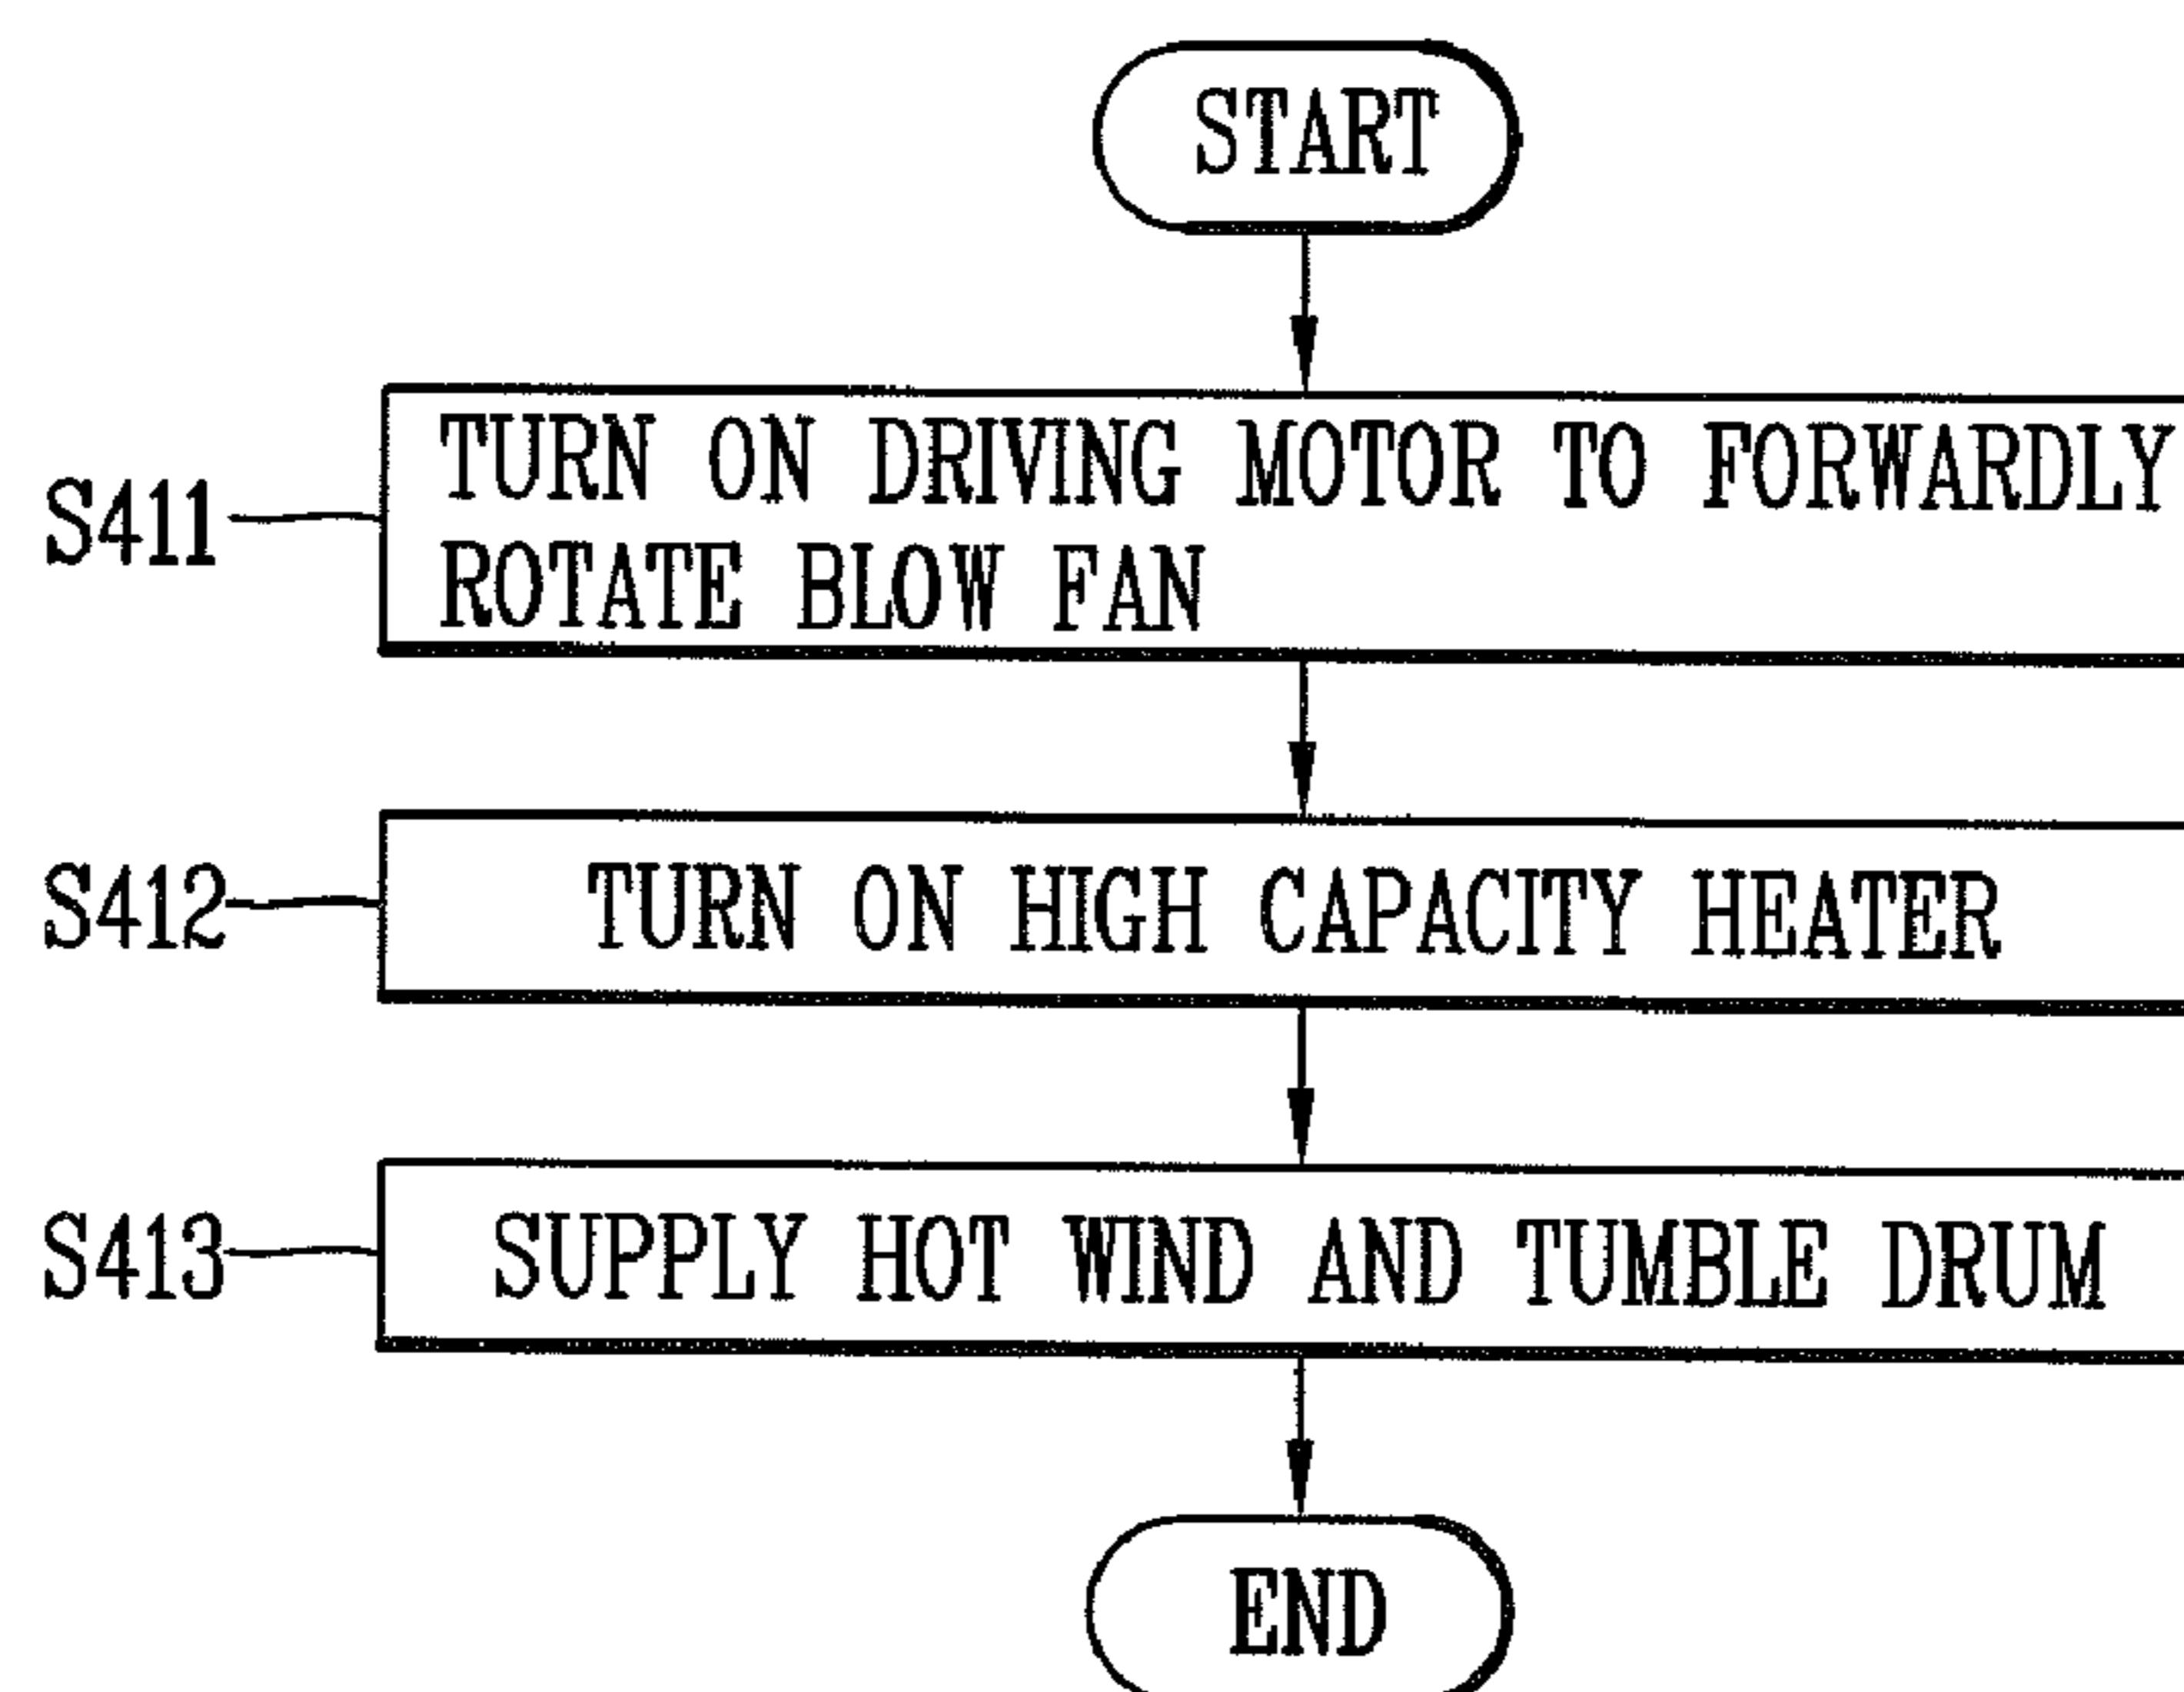 START
S411
TURN ON DRIVING MOTOR TO FORWARDLY
ROTATE BLOW FAN
S412
TURN ON HIGH CAPACITY HEATER
S413
SUPPLY HOT WIND AND TUMBLE DRUM
END